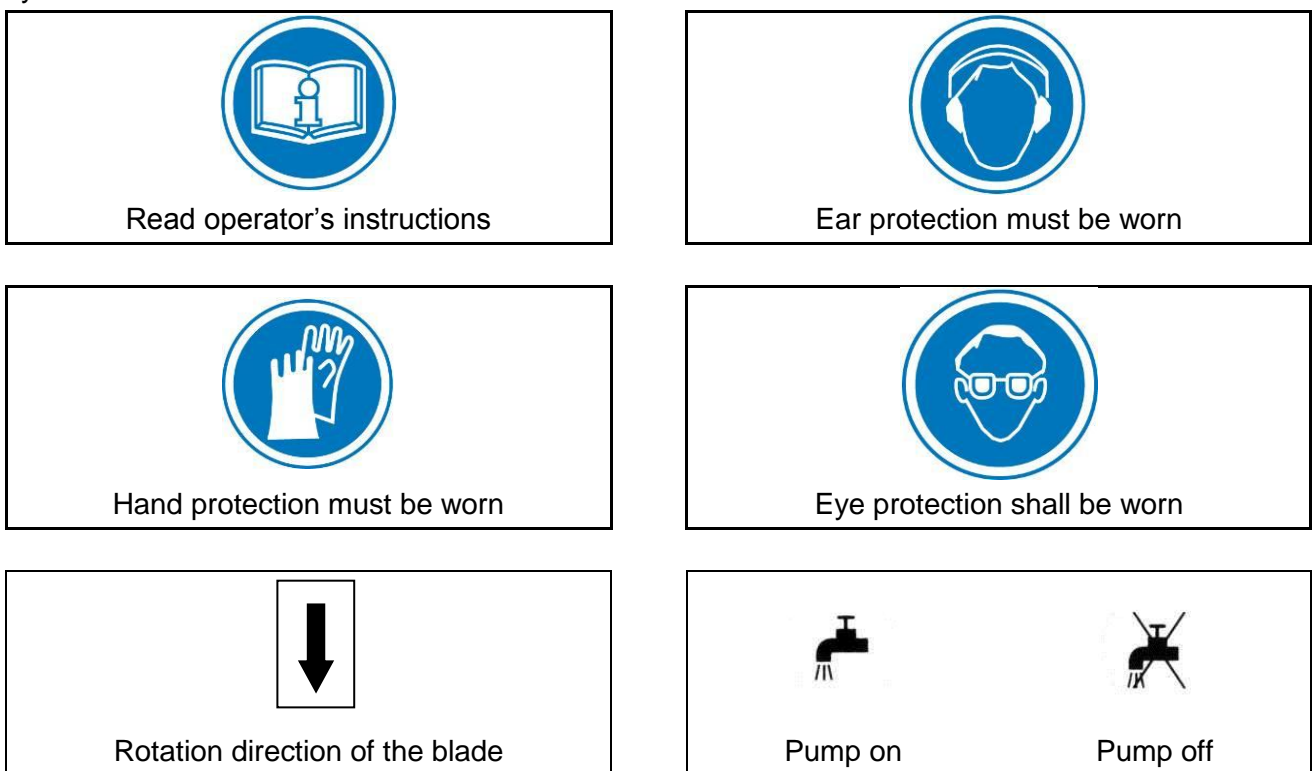 Read operator’s instructions
Ear protection must be worn
Hand protection must be worn
Eye protection shall be worn
Rotation direction of the blade
Pump on
Pump off